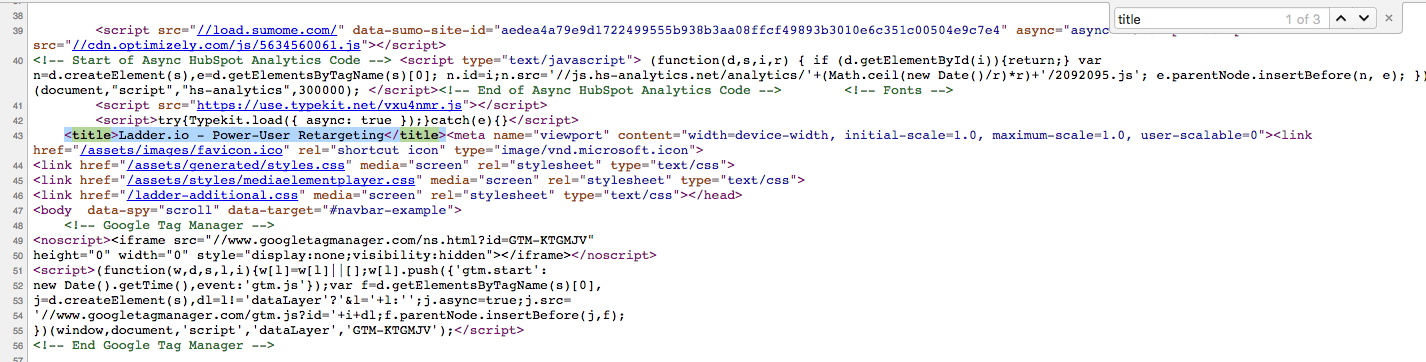 title 1 of 3
38
39 <script src="//load.sumome.com/" data-sumo-site-id="aedea4a79e9d1722499555b938b3aa08ffcf49893b3010e6c351c00504e9c7e4" async="async"
src="//cdn.optimizely.com/js/5634560061.js"></script>
40 <!-- Start of Async HubSpot Analytics Code --> <script type="text/javascript"> (function(d,s,i,r) { if (d.getElementById(i)){return;} var
n=d.createElement(s),e=d.getElementsByTagName(s)[0]; n.id=i;n.src='//js.hs-analytics.net/analytics/'+(Math.ceil(new Date()/r)*r)+'/2092095.js'; e.parentNode.insertBefore(n, e); })
(document,"script","hs-analytics",300000); </script><!-- End of Async HubSpot Analytics Code --> <!-- Fonts -->
41 <script src="https://use.typekit.net/vxu4nmr.js"></script>
42 <script>try{Typekit.load({ async: true });}catch(e){}</script>
43 <title>Ladder.io - Power-User Retargeting</title><meta name="viewport" content="width=device-width, initial-scale=1.0, maximum-scale=1.0, user-scalable=0"><link
href="/assets/images/favicon.ico" rel="shortcut icon" type="image/vnd.microsoft.icon">
44 <link href="/assets/generated/styles.css" media="screen" rel="stylesheet" type="text/css">
45 <link href="/assets/styles/mediaelementplayer.css" media="screen" rel="stylesheet" type="text/css">
46 <link href="/ladder-additional.css" media="screen" rel="stylesheet" type="text/css"></head>
47 <body  data-spy="scroll" data-target="#navbar-example">
48 <!-- Google Tag Manager -->
49 <noscript><iframe src="//www.googletagmanager.com/ns.html?id=GTM-KTGMJV"
50 height="0" width="0" style="display:none;visibility:hidden"></iframe></noscript>
51 <script>(function(w,d,s,l,i){w[l]=w[l]||[];w[l].push({'gtm.start':
52 new Date().getTime(),event:'gtm.js'});var f=d.getElementsByTagName(s)[0],
53 j=d.createElement(s),dl=l!='dataLayer'?'&l='+l:'';j.async=true;j.src=
54 '//www.googletagmanager.com/gtm.js?id='+i+dl;f.parentNode.insertBefore(j,f);
55 })(window,document,'script','dataLayer','GTM-KTGMJV');</script>
56 <!-- End Google Tag Manager -->
57